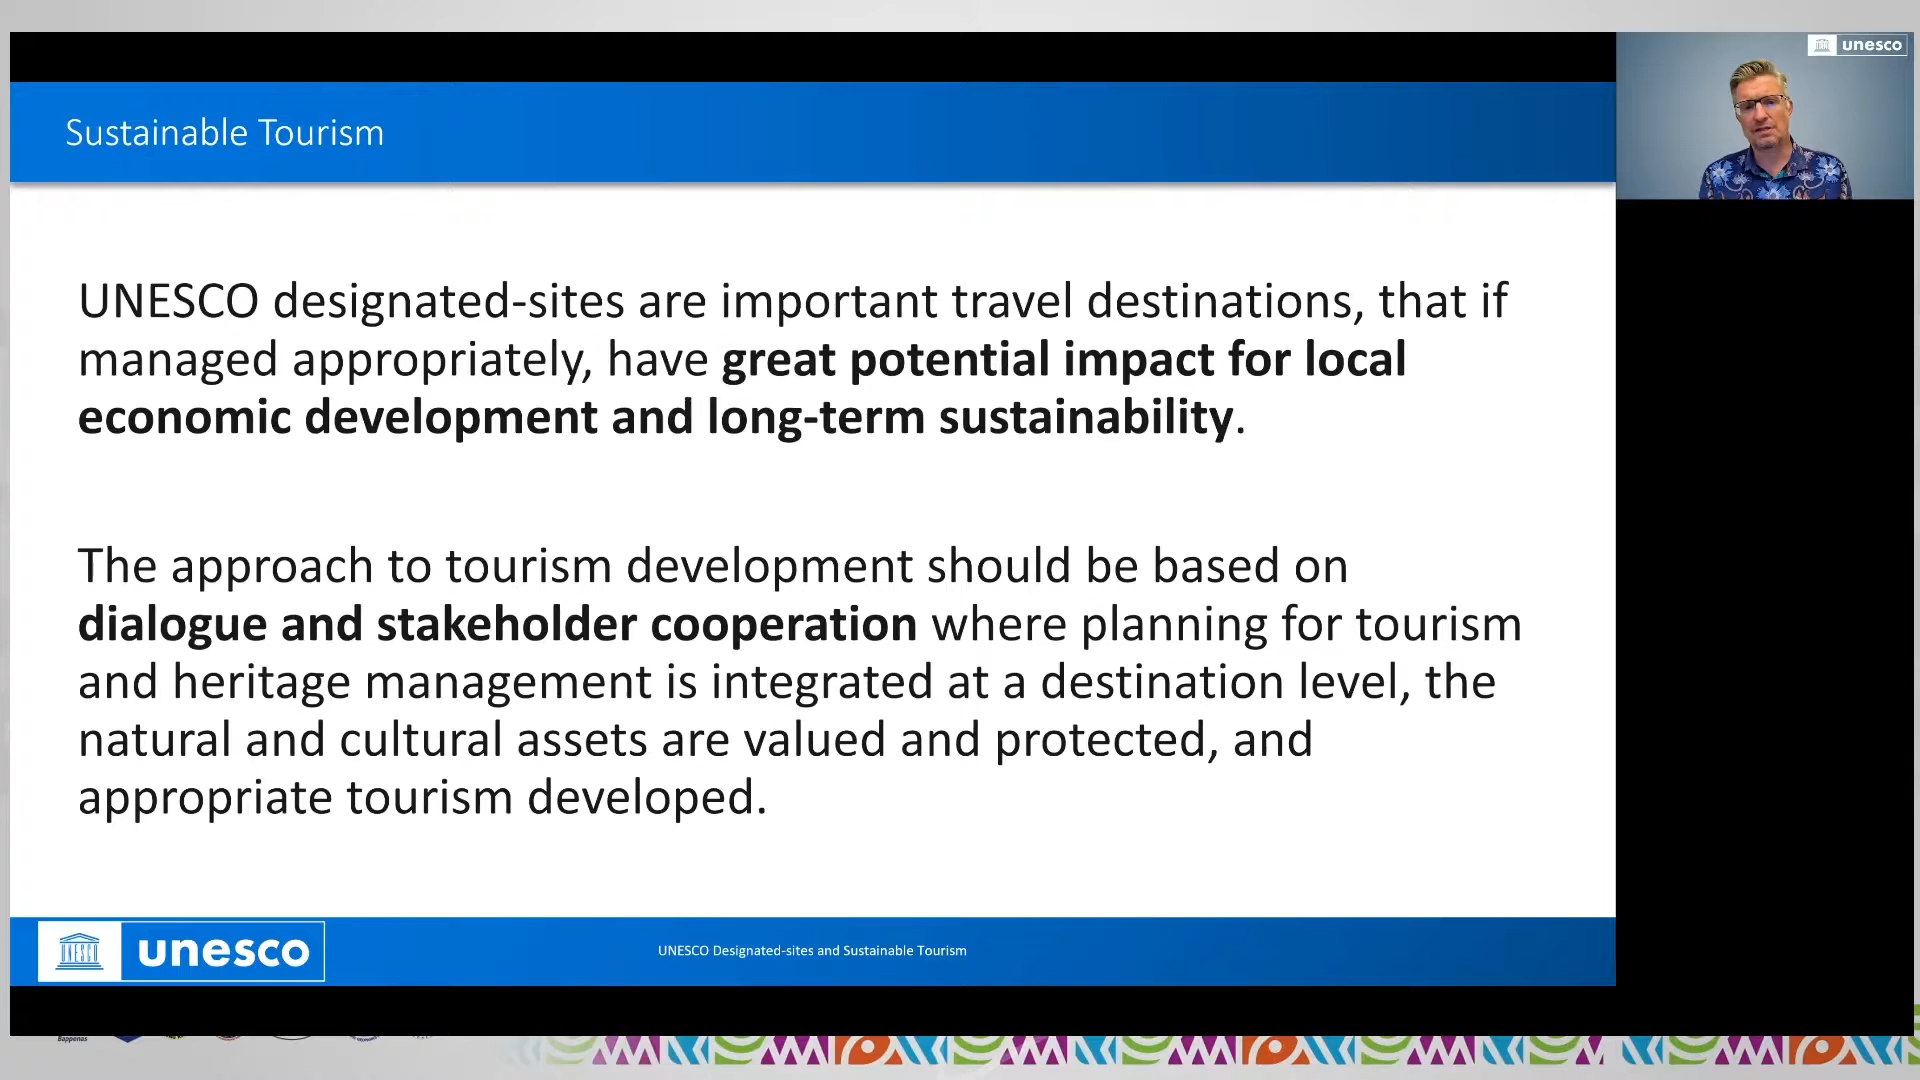 unesco
Sustainable Tourism
UNESCO designated-sites are important travel destinations, that if
managed appropriately, have great potential impact for local
economic development and long-term sustainability.
The approach to tourism development should be based on
dialogue and stakeholder cooperation where planning for tourism
and heritage management is integrated at a destination level, the
natural and cultural assets are valued and protected, and
appropriate tourism developed.
UNESCO
unesco
UNESCO Designated-sites and Sustainable Tourism
Bappenas